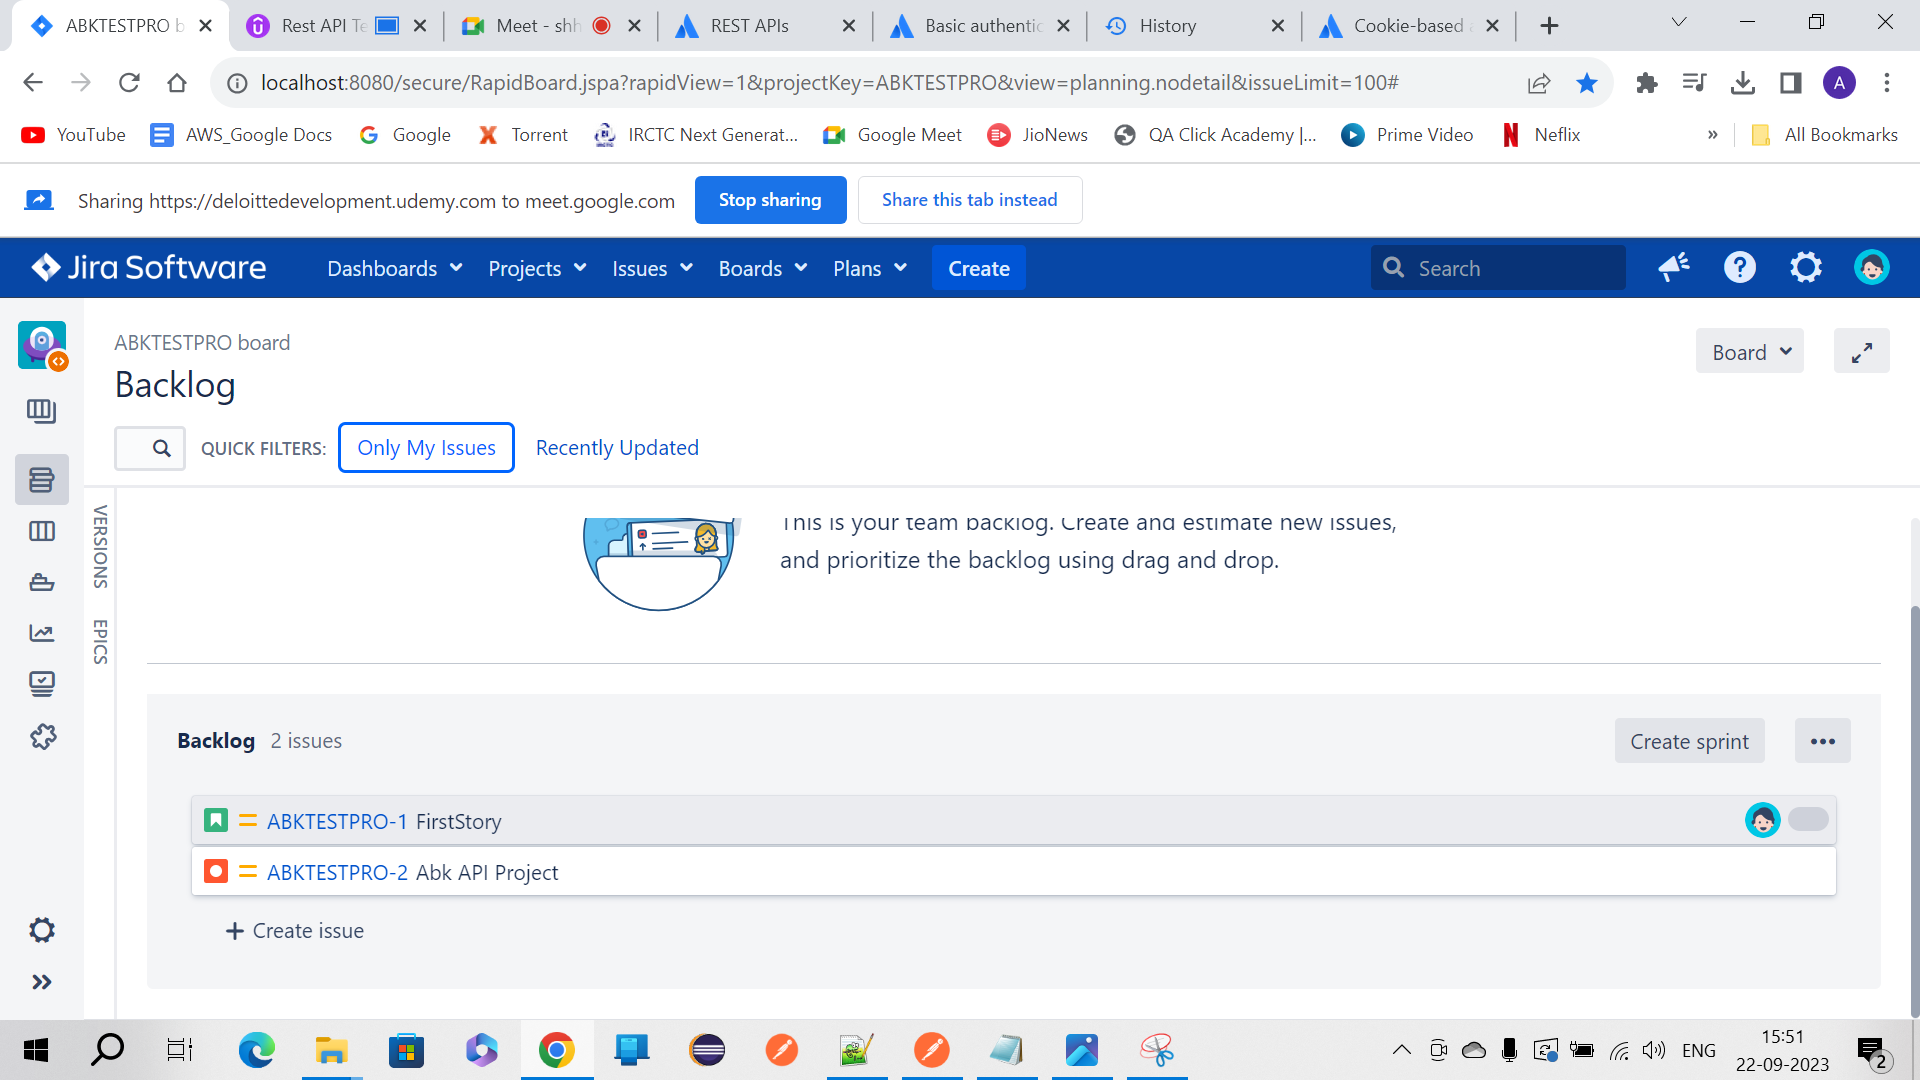 ABKTESTPRO b
Rest API Te
Meet - shh
REST APIs
Basic authentic
History
Cookie-based a
localhost:8080/secure/RapidBoard.jspa?rapidView=1&projectKey=ABKTESTPRO&view=planning.nodetail&issueLimit=100#
A
YouTube
AWS_Google Docs
Google
Torrent
IRCTC Next Generat...
Google Meet
JioNews
QA Click Academy |...
Prime Video
Neflix
»
All Bookmarks
Sharing https://deloittedevelopment.udemy.com to meet.google.com
Stop sharing
Share this tab instead
Jira Software
Dashboards
Projects
Issues
Boards
Plans
Create
Search
ABKTESTPRO board
Backlog
Board
QUICK FILTERS:
Only My Issues
Recently Updated
VERSIONS
EPICS
This is your team backlog. Create and estimate new issues,
and prioritize the backlog using drag and drop.
Backlog 2 issues
Create sprint
ABKTESTPRO-1 FirstStory
ABKTESTPRO-2 Abk API Project
+ Create issue
ENG
15:51
22-09-2023
2